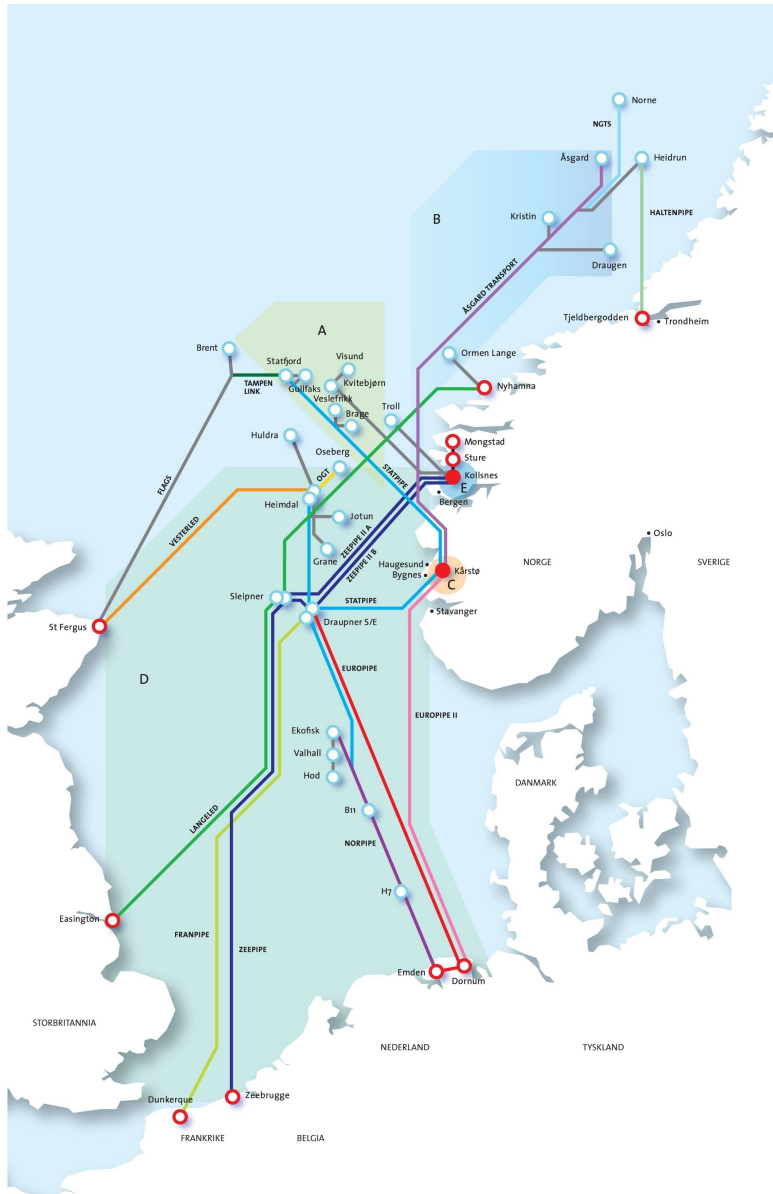 Norne
NGTS
Åsgard
Heidrun
B
Kristin
HALTENPIPE
Draugen
ÅSGARD TRANSPORT
Tjeldbergodden
Trondheim
A
Brent
Visund
Ormen Lange
Statfjord
TAMPEN
LINK
Gullfaks
Kvitebjørn
Nyhamna
Veslefrikk
Brage
Troll
Huldra
Mongstad
Oseberg
Sture
FLAGS
OGT
STATPIPE
Kollsnes
E
Heimdal
Bergen
VESTERLED
Jotun
ZEEPIPE II A
ZEEPIPE II B
Grane
Oslo
NORGE
SVERIGE
Haugesund
Bygnes
Kårstø
C
Sleipner
STATPIPE
Stavanger
St Fergus
Draupner S/E
D
EUROPIPE
EUROPIPE II
Ekofisk
Valhall
Hod
DANMARK
LANGELED
B11
NORPIPE
H7
Easington
FRANPIPE
ZEEPIPE
Emden
Dornum
STORBRITANNIA
NEDERLAND
TYSKLAND
Dunkerque
Zeebrugge
FRANKRIKE
BELGIA